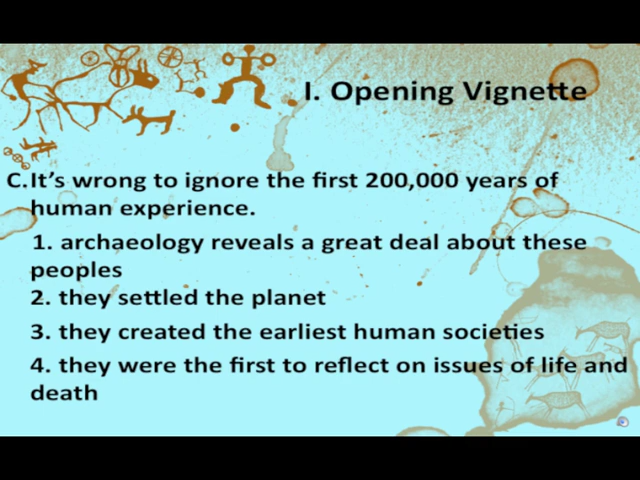 I. Opening Vignette
C.It's wrong to ignore the first 200,000 years of
human experience.
1. archaeology reveals a great deal about these
peoples
2. they settled the planet
3. they created the earliest human societies
4. they were the first to reflect on issues of life and
death